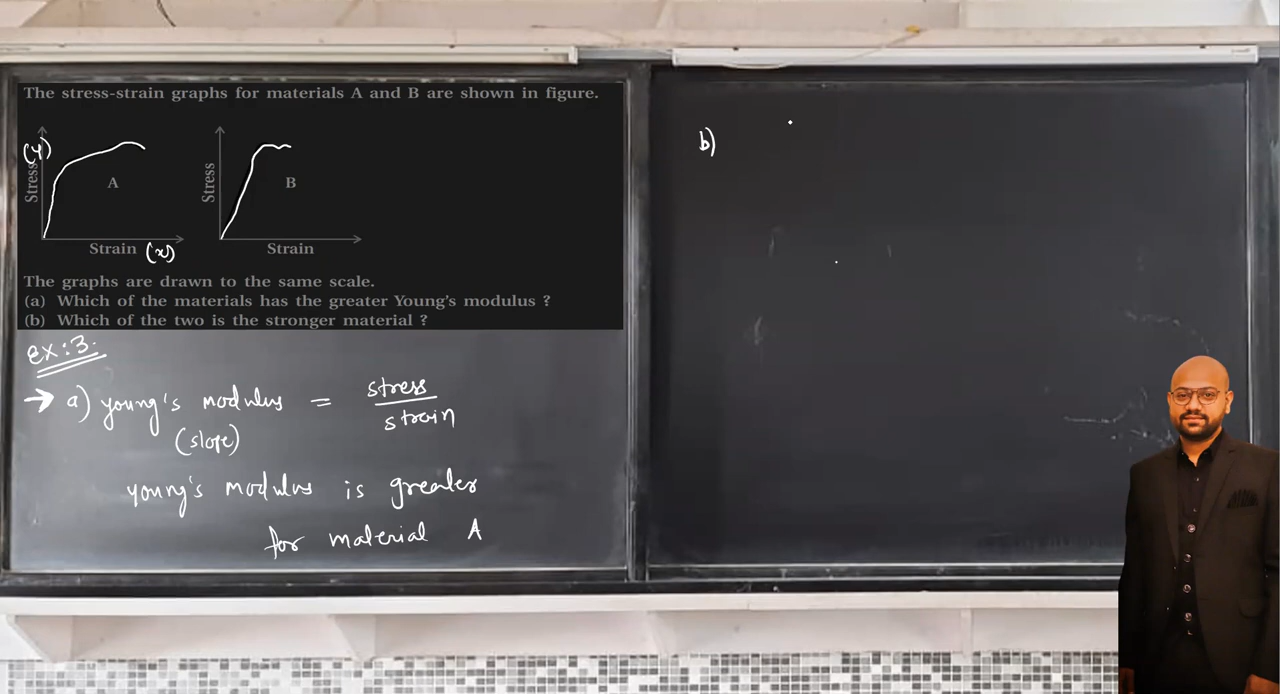 The stress-strain graphs for materials A and B are shown in figure.
(y)
Stress
A
Strain (x)
Stress
B
Strain
The graphs are drawn to the same scale.
(a) Which of the materials has the greater Young's modulus ?
(b) Which of the two is the stronger material ?
Ex:3.
→ a) young's modulus = stress / strain
(slope)
young's modulus is greater
for material A
b)